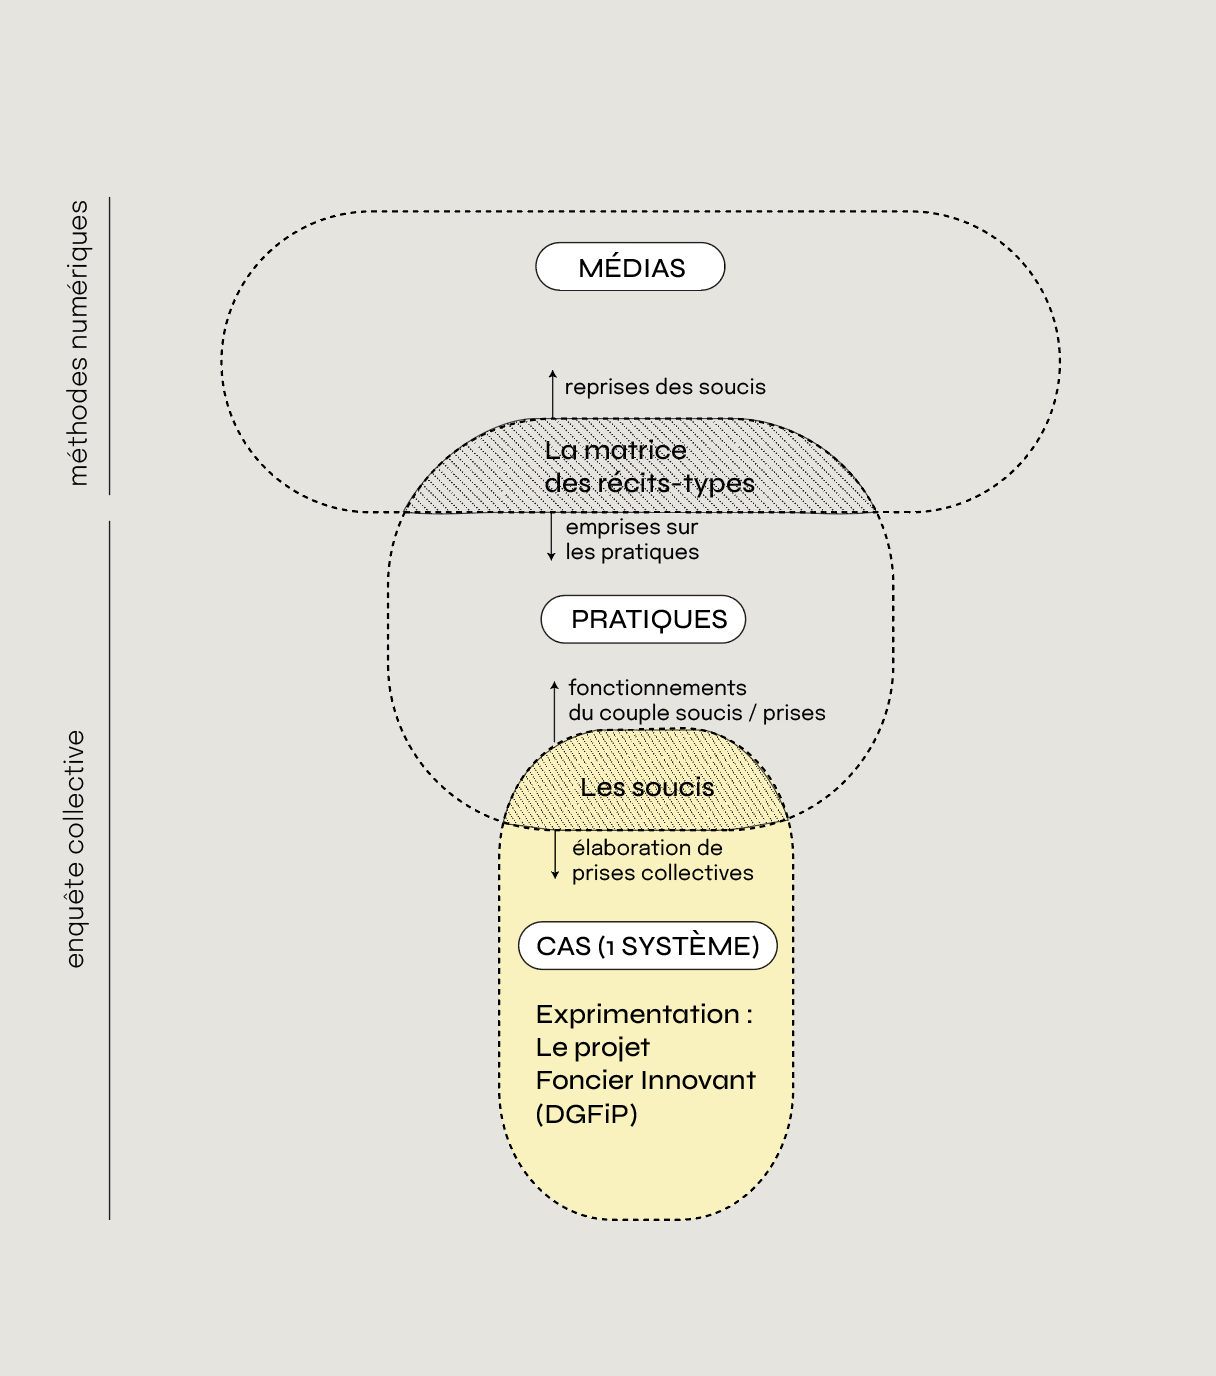 méthodes numériques
MÉDIAS
reprises des soucis
La matrice
des récits-types
emprises sur
les pratiques
PRATIQUES
enquête collective
fonctionnements
du couple soucis / prises
Les soucis
élaboration de
prises collectives
CAS (1 SYSTÈME)
Exprimentation :
Le projet
Foncier Innovant
(DGFiP)